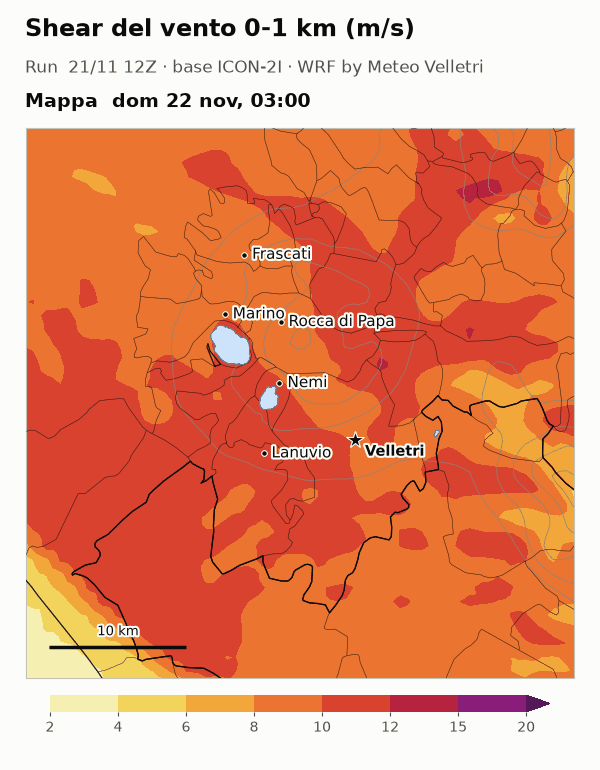 Shear del vento 0-1 km (m/s)
Run  21/11 12Z · base ICON-2I · WRF by Meteo Velletri
Mappa  dom 22 nov, 03:00
Frascati
Marino
Rocca di Papa
Nemi
Velletri
Lanuvio
10 km
2 4 6 8 10 12 15 20